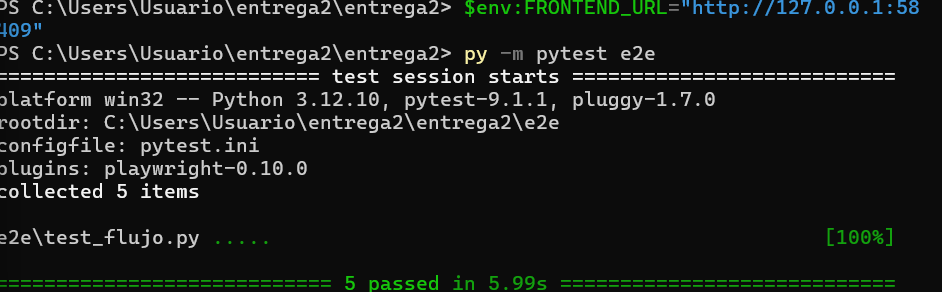 PS C:\Users\Usuario\entrega2\entrega2> $env:FRONTEND_URL="http://127.0.0.1:58
409"
PS C:\Users\Usuario\entrega2\entrega2> py -m pytest e2e
============================ test session starts ============================
platform win32 -- Python 3.12.10, pytest-9.1.1, pluggy-1.7.0
rootdir: C:\Users\Usuario\entrega2\entrega2\e2e
configfile: pytest.ini
plugins: playwright-0.10.0
collected 5 items
e2e\test_flujo.py ..... [100%]
============================= 5 passed in 5.99s =============================